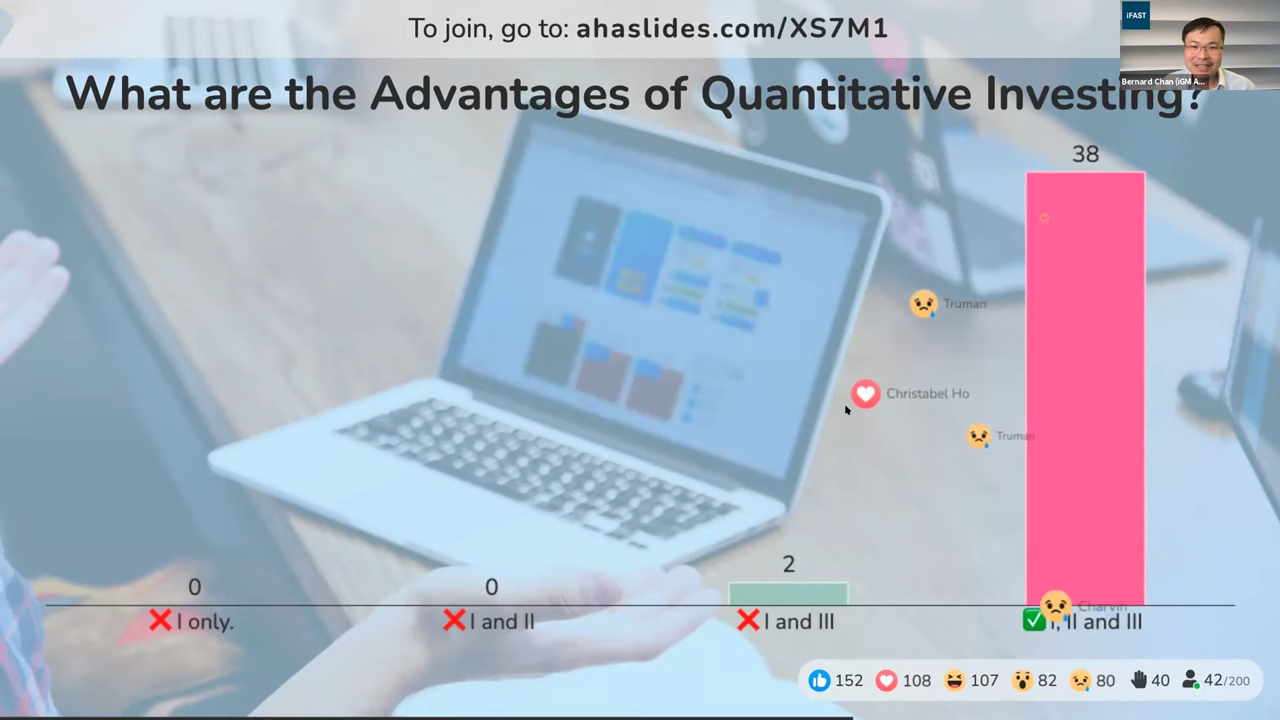 To join, go to: ahaslides.com/XS7M1
iFAST
Bernard Chan (iGM A...
What are the Advantages of Quantitative Investing?
38
Truman
Christabel Ho
Truman
2
0
0
Charvin
❌ I only.
❌ I and II
❌ I and III
✅ I, II and III
152 108 107 82 80 40 42/200